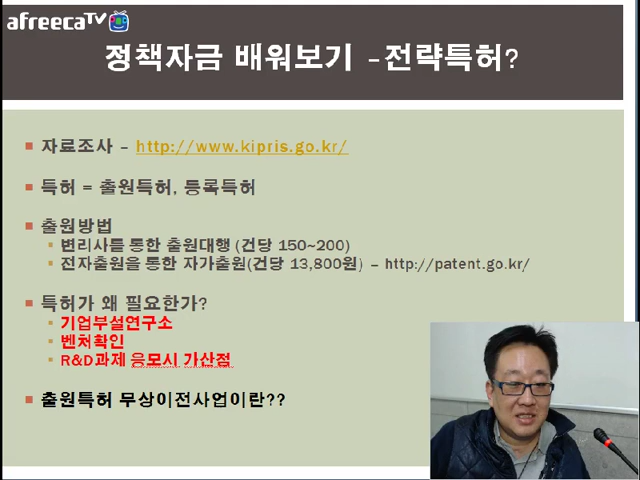 afreecaTV
정책자금 배워보기 -전략특허?
자료조사 – http://www.kipris.go.kr/
특허 = 출원특허, 등록특허
출원방법
변리사를 통한 출원대행 (건당 150~200)
전자출원을 통한 자가출원(건당 13,800원) – http://patent.go.kr/
특허가 왜 필요한가?
기업부설연구소
벤처확인
R&D과제 응모시 가산점
출원특허 무상이전사업이란??